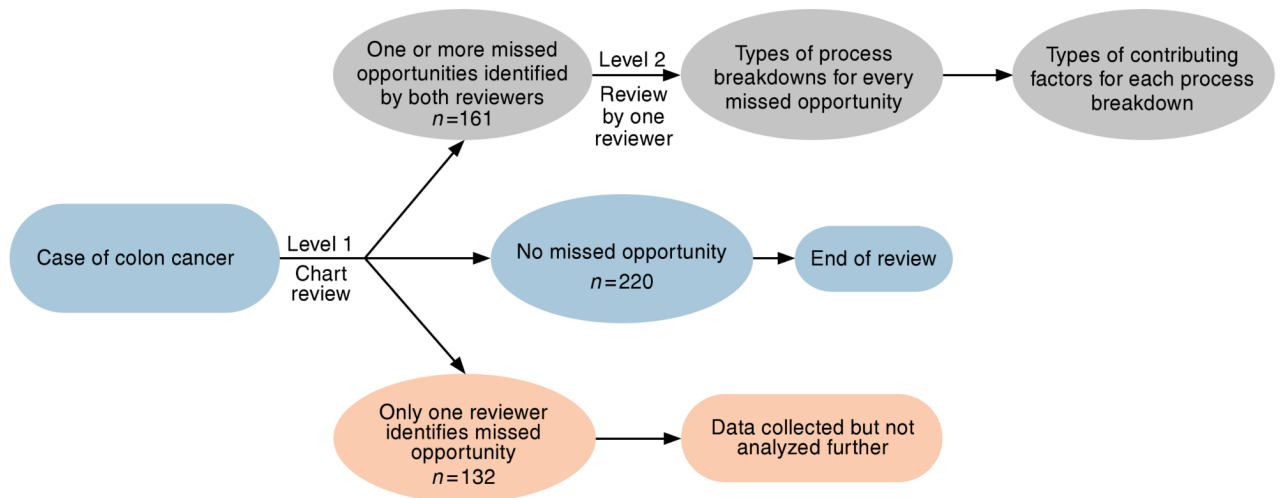 One or more missed
opportunities identified
by both reviewers
n=161
Level 2
Review
by one
reviewer
Types of process
breakdowns for every
missed opportunity
Types of contributing
factors for each process
breakdown
Case of colon cancer
Level 1
Chart
review
No missed opportunity
n=220
End of review
Only one reviewer
identifies missed
opportunity
n=132
Data collected but not
analyzed further